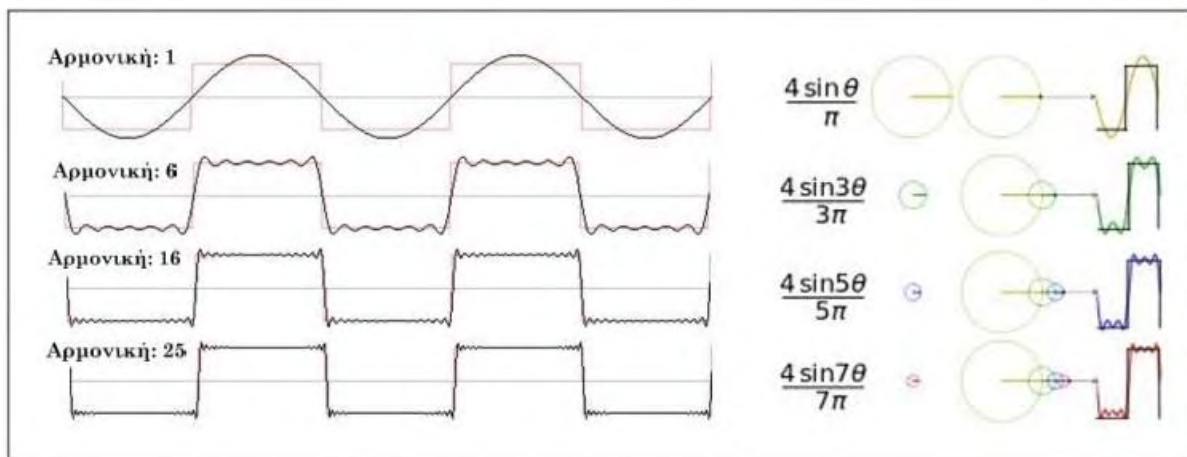 Αρμονική: 1
Αρμονική: 6
Αρμονική: 16
Αρμονική: 25
4 sin θ
π
4 sin3θ
3π
4 sin5θ
5π
4 sin7θ
7π